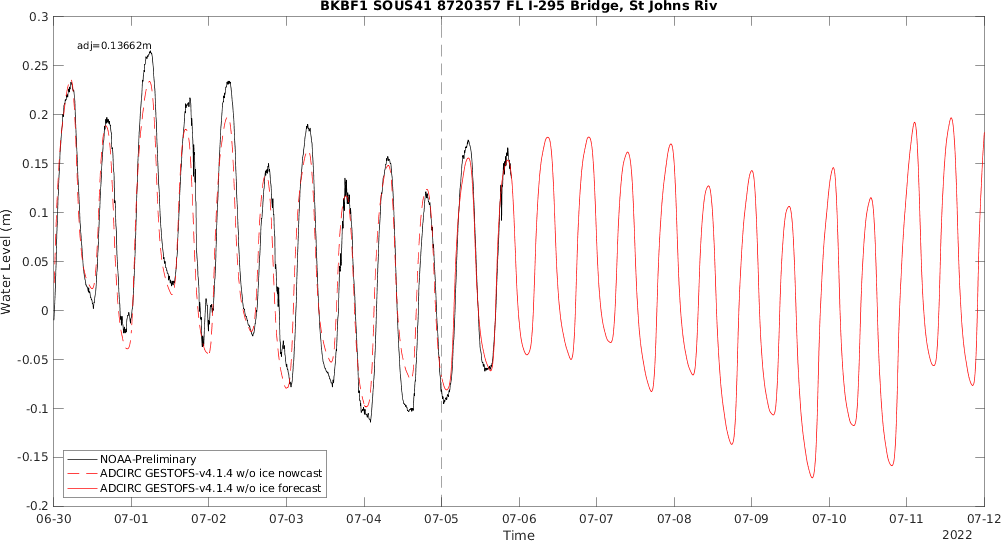 BKBF1 SOUS41 8720357 FL I-295 Bridge, St Johns Riv
adj=0.13662m
0.3
0.25
0.2
0.15
0.1
0.05
0
-0.05
-0.1
-0.15
-0.2
Water Level (m)
NOAA-Preliminary
ADCIRC GESTOFS-v4.1.4 w/o ice nowcast
ADCIRC GESTOFS-v4.1.4 w/o ice forecast
06-30 07-01 07-02 07-03 07-04 07-05 07-06 07-07 07-08 07-09 07-10 07-11 07-12
Time
2022